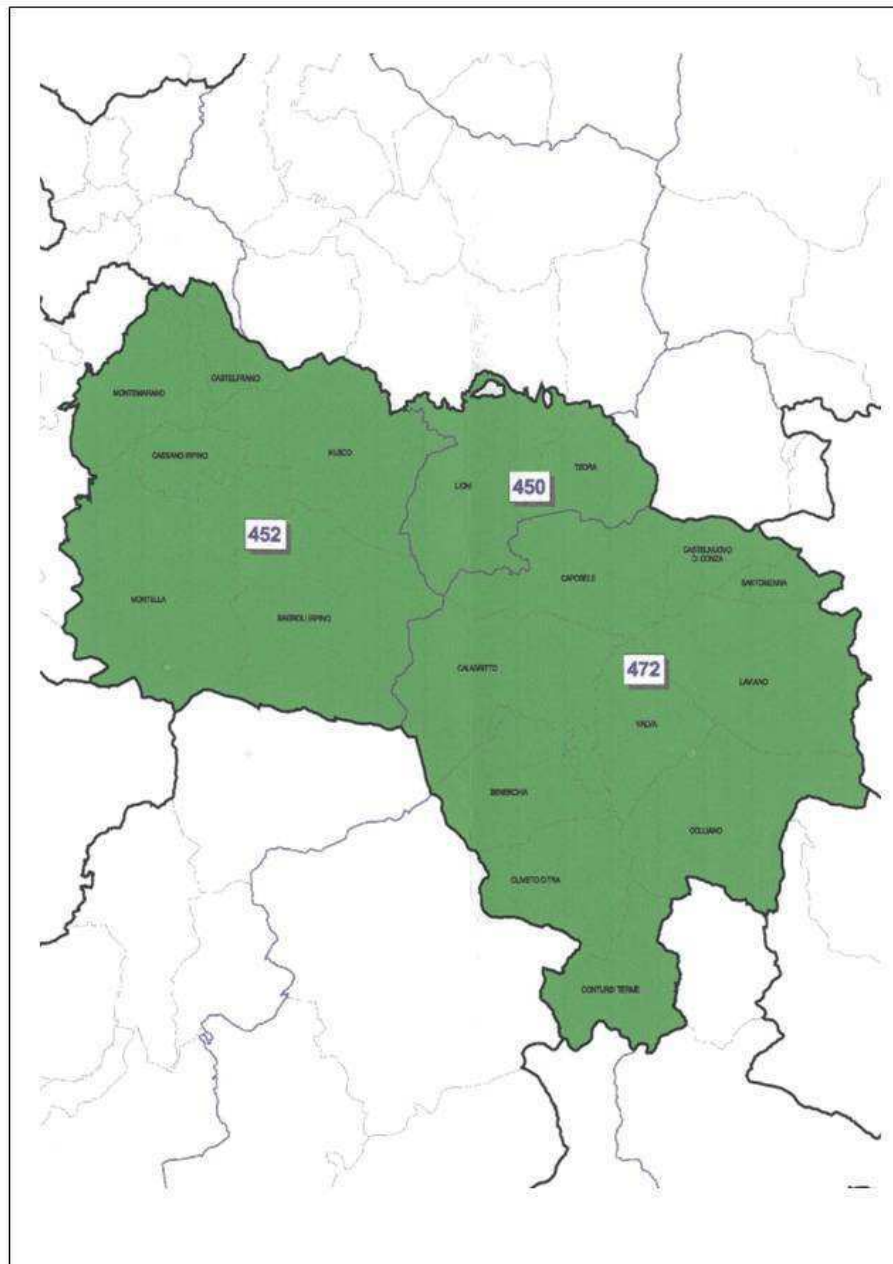 CASTELFRANCI
MONTEMARANO
CASSANO IRPINO
NUSCO
TEORA
LIONI
450
452
CASTELNUOVO
DI CONZA
CAPOSELE
SANTOMENNA
MONTELLA
BAGNOLI IRPINO
CALABRITTO
472
LAVIANO
VALVA
SENERCHIA
COLLIANO
OLIVETO CITRA
CONTURSI TERME